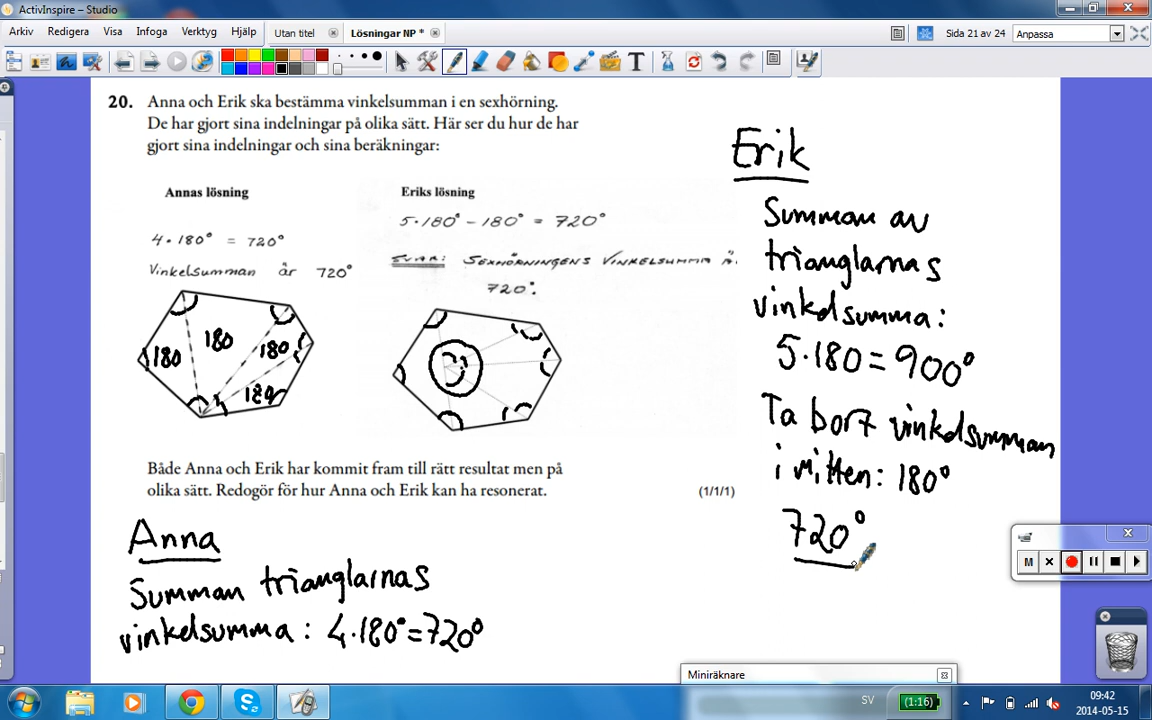 ActivInspire – Studio
Arkiv Redigera Visa Infoga Verktyg Hjälp Untan titel Lösningar NP * Sida 21 av 24 Anpassa
20. Anna och Erik ska bestämma vinkelsumman i en sexhörning.
De har gjort sina indelningar på olika sätt. Här ser du hur de har
gjort sina indelningar och sina beräkningar:
Annas lösning
4·180° = 720°
Vinkelsumman är 720°
180 180 180 180
Eriks lösning
5·180° – 180° = 720°
SVAR: SEXHÖRNINGENS VINKELSUMMA Ä
720°.
Både Anna och Erik har kommit fram till rätt resultat men på
olika sätt. Redogör för hur Anna och Erik kan ha resonerat.
(1/1/1)
Anna
Summan trianglarnas
vinkelsumma: 4·180°=720°
Erik
Summan av
trianglarnas
vinkelsumma:
5·180=900°
Ta bort vinkelsumman
i mitten: 180°
720°
M
Miniräknare
SV (1:16) 09:42
2014-05-15